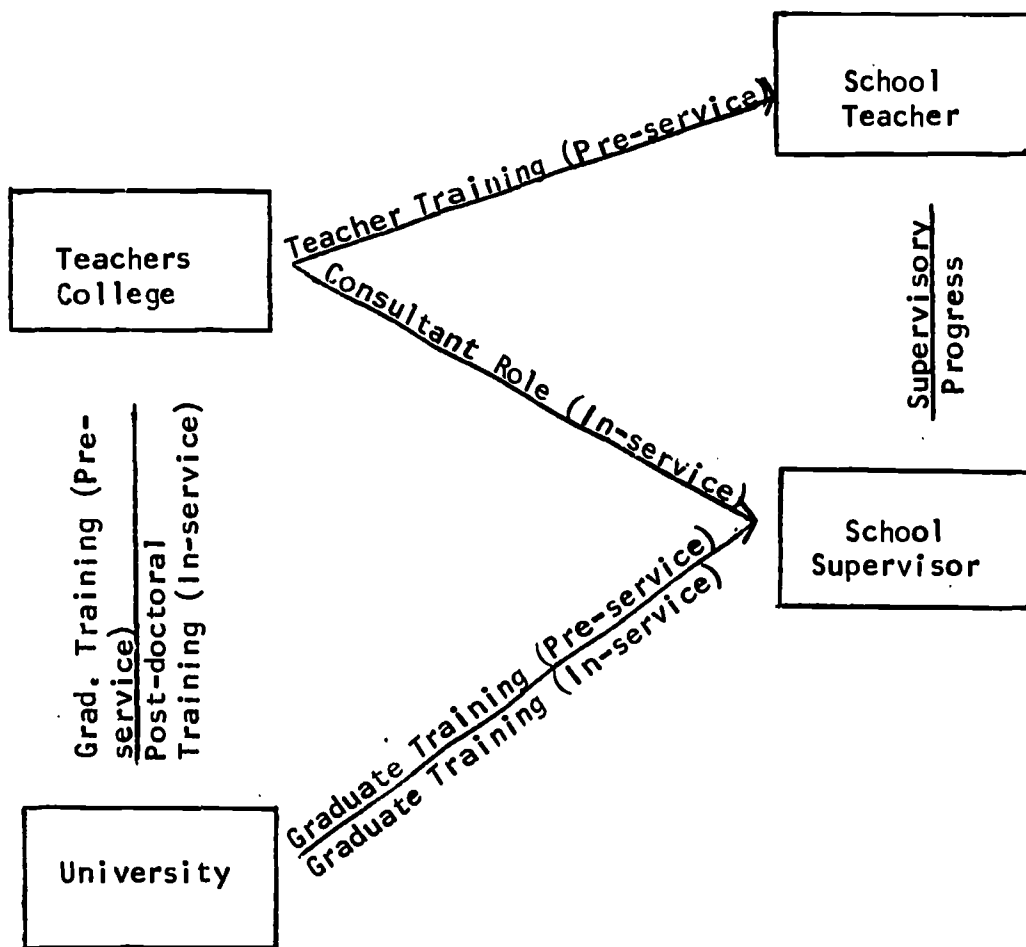 School
Teacher
Teacher Training (Pre-service)
Teachers
College
Consultant Role (In-service)
Supervisory
Progress
Grad. Training (Pre-
service)
Post-doctoral
Training (In-service)
School
Supervisor
Graduate Training (Pre-service)
Graduate Training (In-service)
University